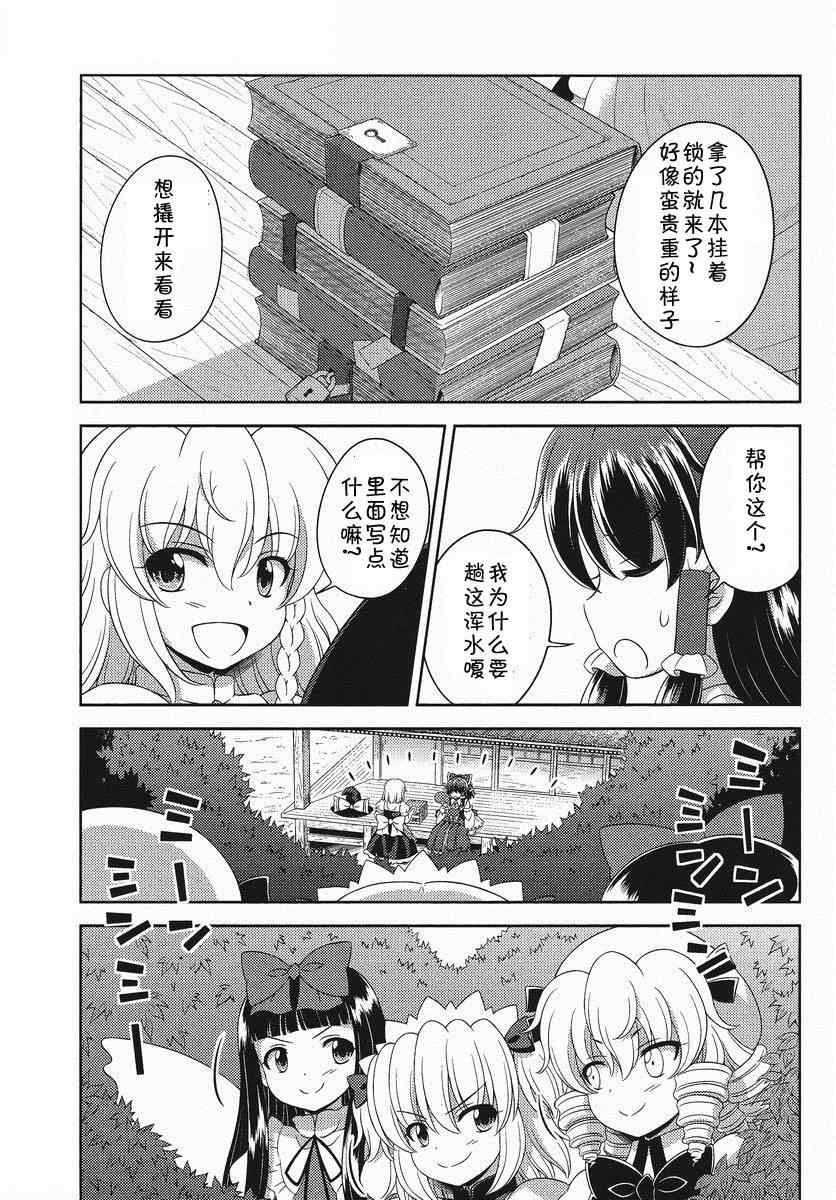 拿了几本挂着
锁的就来了~
好像蛮贵重的样子
想撬开来看看
帮你这个?
我为什么要
趟这浑水嘎
不想知道
里面写点
什么嘛?
ミーンミンミン
ミーンミンミン